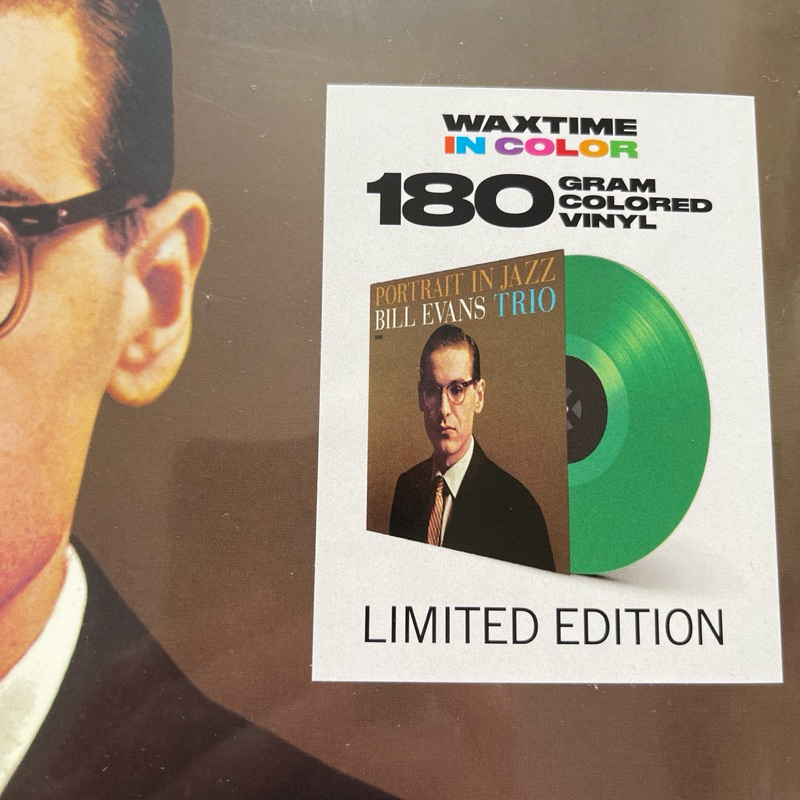 WAXTIME
IN COLOR
180 GRAM
COLORED
VINYL
PORTRAIT IN JAZZ
BILL EVANS TRIO
LIMITED EDITION